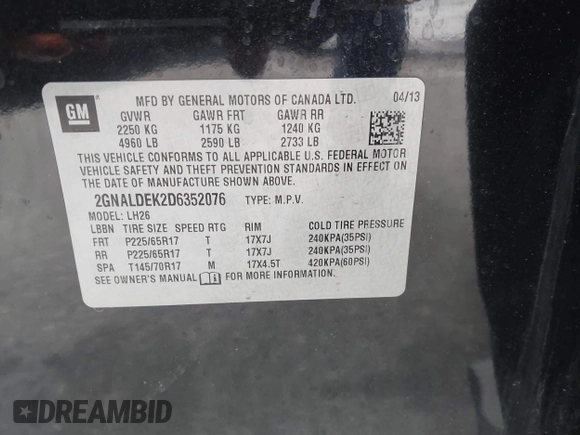 GM
MFD BY GENERAL MOTORS OF CANADA LTD. 04/13
GVWR GAWR FRT GAWR RR
2250 KG 1175 KG 1240 KG
4960 LB 2590 LB 2733 LB
THIS VEHICLE CONFORMS TO ALL APPLICABLE U.S. FEDERAL MOTOR
VEHICLE SAFETY AND THEFT PREVENTION STANDARDS IN EFFECT ON
THE DATE OF MANUFACTURE SHOWN ABOVE.
2GNALDEK2D6352076 TYPE: M.P.V.
MODEL: LH26
LBBN TIRE SIZE SPEED RTG RIM COLD TIRE PRESSURE
FRT P225/65R17 T 17X7J 240KPA(35PSI)
RR P225/65R17 T 17X7J 240KPA(35PSI)
SPA T145/70R17 M 17X4.5T 420KPA(60PSI)
SEE OWNER'S MANUAL FOR MORE INFORMATION
DREAMBID